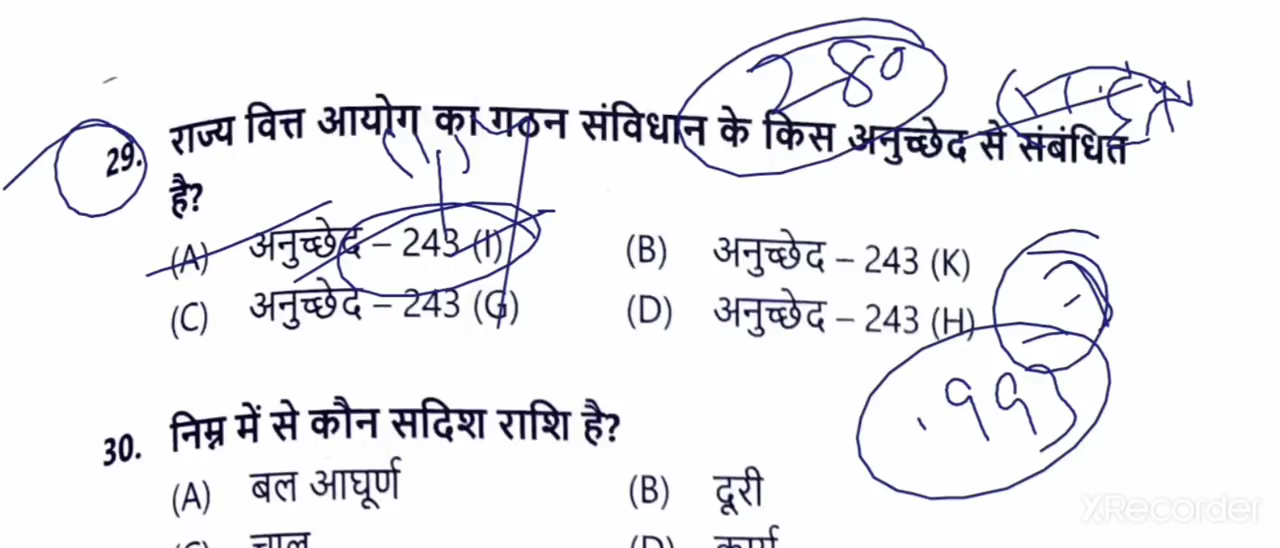 280
29. राज्य वित्त आयोग का गठन संविधान के किस अनुच्छेद से संबंधित
है?
(A) अनुच्छेद – 243 (I) (B) अनुच्छेद – 243 (K)
(C) अनुच्छेद – 243 (G) (D) अनुच्छेद – 243 (H)
30. निम्न में से कौन सदिश राशि है?
(A) बल आघूर्ण (B) दूरी
(C) चाल (D) कार्य
XRecorder